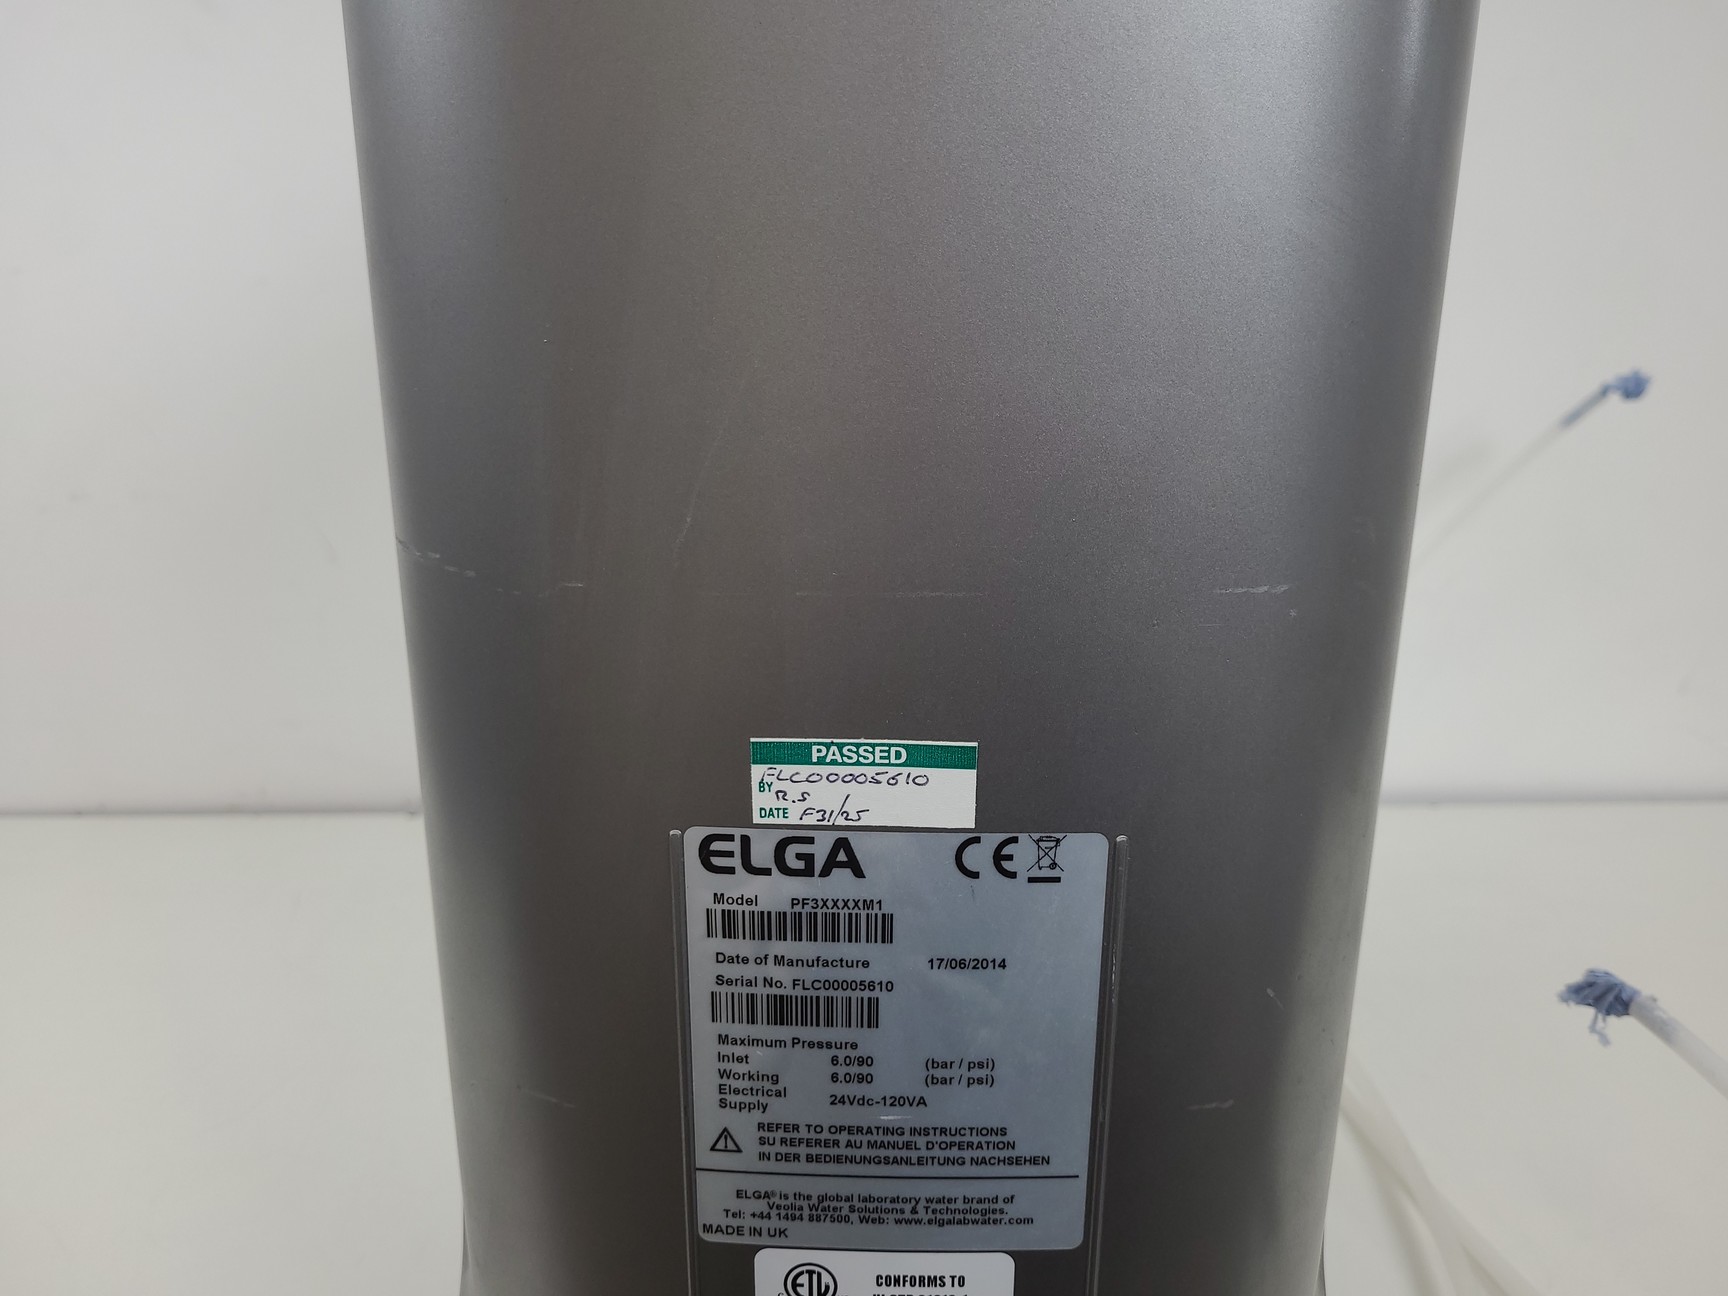 PASSED
FLC00005610
BY R.S
DATE F31/25
ELGA CE
Model PF3XXXXM1
Date of Manufacture 17/06/2014
Serial No. FLC00005610
Maximum Pressure
Inlet 6.0/90 (bar / psi)
Working 6.0/90 (bar / psi)
Electrical
Supply 24Vdc-120VA
REFER TO OPERATING INSTRUCTIONS
SU REFERER AU MANUEL D'OPERATION
IN DER BEDIENUNGSANLEITUNG NACHSEHEN
ELGA® is the global laboratory water brand of
Veolia Water Solutions & Technologies.
Tel: +44 1494 887500, Web: www.elgalabwater.com
MADE IN UK
ETL CONFORMS TO